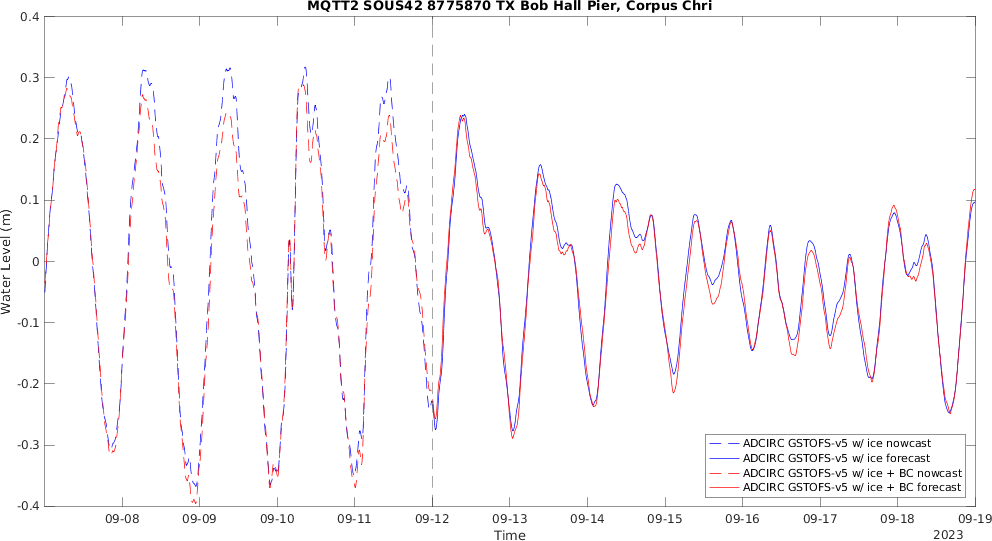 MQTT2 SOUS42 8775870 TX Bob Hall Pier, Corpus Chri
0.4
0.3
0.2
0.1
0
-0.1
-0.2
-0.3
-0.4
Water Level (m)
09-08 09-09 09-10 09-11 09-12 09-13 09-14 09-15 09-16 09-17 09-18 09-19
Time
2023
ADCIRC GSTOFS-v5 w/ ice nowcast
ADCIRC GSTOFS-v5 w/ ice forecast
ADCIRC GSTOFS-v5 w/ ice + BC nowcast
ADCIRC GSTOFS-v5 w/ ice + BC forecast